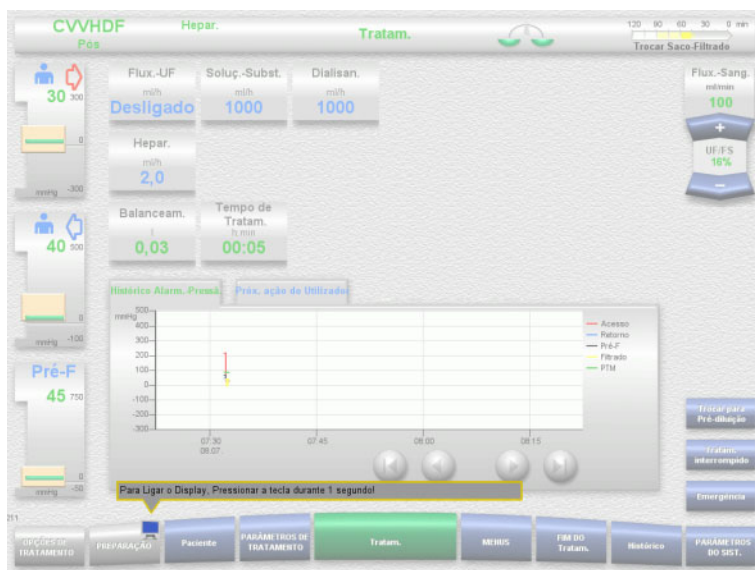 CVVHDF
Pós
Hepar.
Tratam.
120 90 60 30 0 min
Trocar Saco-Filtrado
30 300
0
mmHg -300
40 500
0
mmHg -100
Pré-F
45 750
0
mmHg -50
Flux.-UF
ml/h
Desligado
Soluç.-Subst.
ml/h
1000
Dialisan.
ml/h
1000
Hepar.
ml/h
2,0
Balanceam.
l
0,03
Tempo de
Tratam.
h:min
00:05
Flux.-Sang.
ml/min
100
+
UF/FS
16%
−
Histórico Alarm.-Pressã.
Próx. ação do Utilizador
mmHg
500
400
300
200
100
0
-100
-200
-300
07:30 07:45 08:00 08:15
08.07.
Acesso
Retorno
Pré-F
Filtrado
PTM
Trocar para
Pré-diluição
Tratam.
interrompido
Emergência
Para Ligar o Display, Pressionar a tecla durante 1 segundo!
211
OPÇÕES DE
TRATAMENTO
PREPARAÇÃO
Paciente
PARÂMETROS DE
TRATAMENTO
Tratam.
MENUS
FIM DO
Tratam.
Histórico
PARÂMETROS
DO SIST.